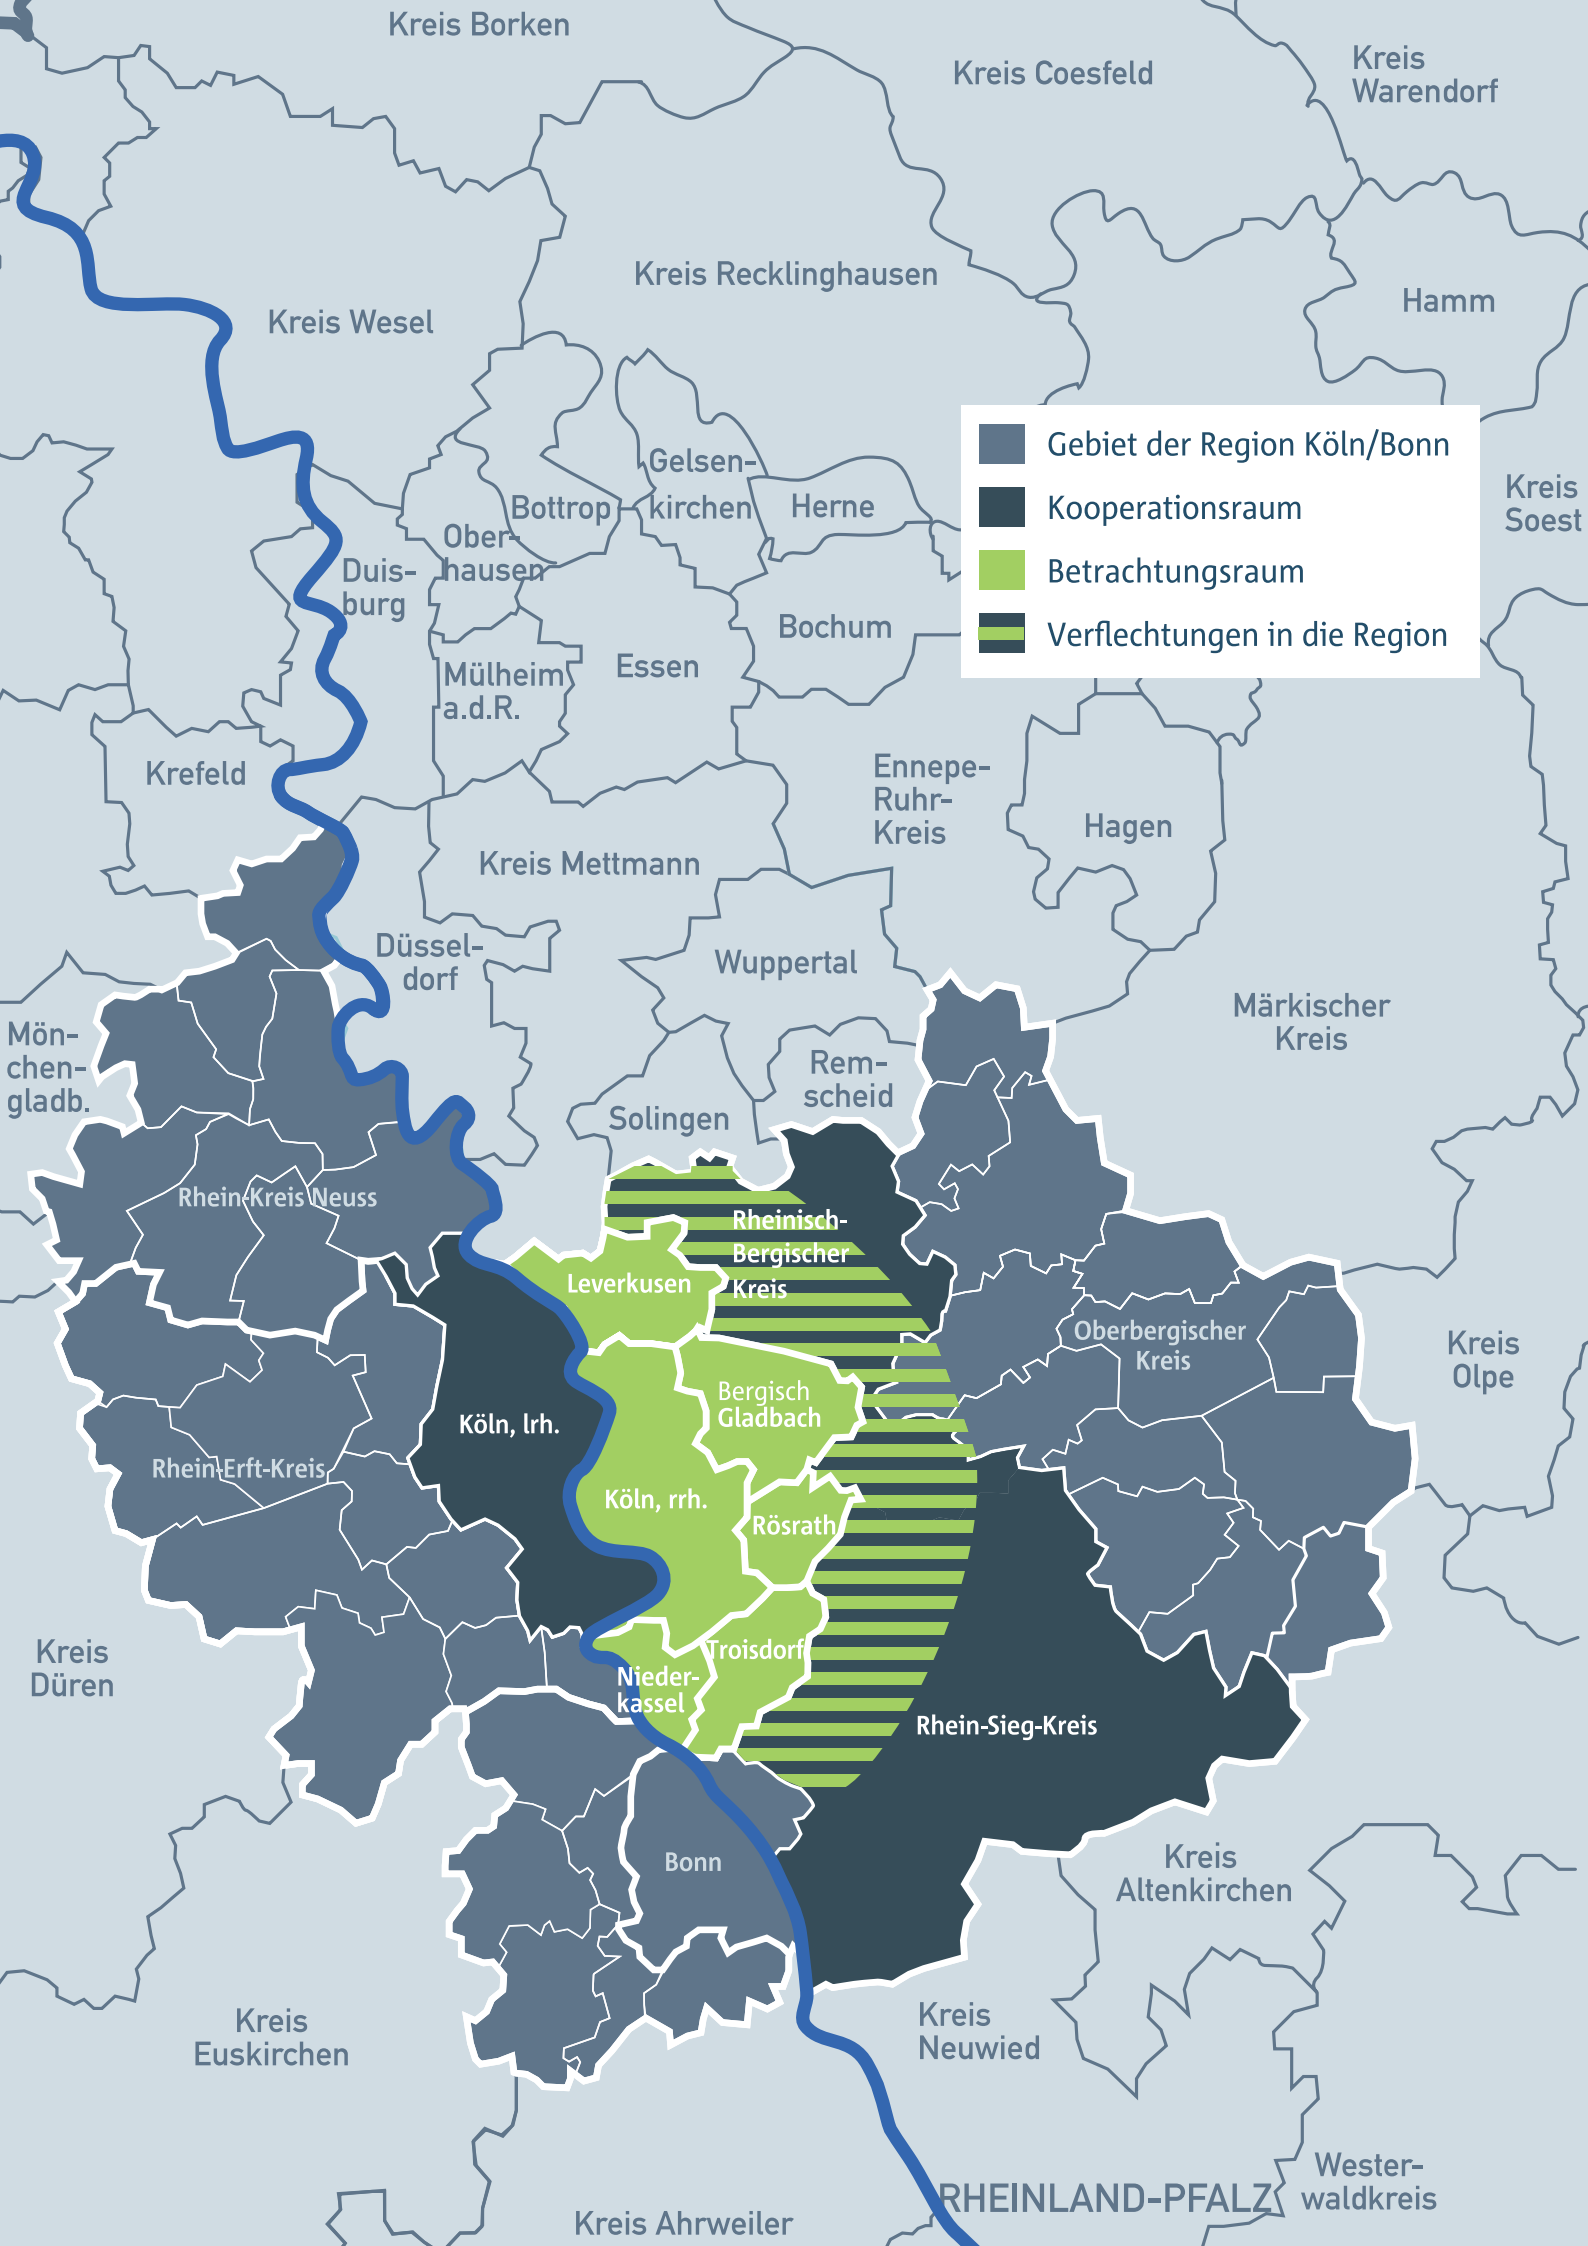 Kreis Borken
Kreis Coesfeld
Kreis
Warendorf
Kreis Recklinghausen
Hamm
Kreis Wesel
Gebiet der Region Köln/Bonn
Kooperationsraum
Betrachtungsraum
Verflechtungen in die Region
Gelsen-
kirchen
Herne
Bottrop
Ober-
hausen
Kreis
Soest
Duis-
burg
Bochum
Essen
Mülheim
a.d.R.
Krefeld
Ennepe-
Ruhr-
Kreis
Hagen
Kreis Mettmann
Düssel-
dorf
Wuppertal
Märkischer
Kreis
Mön-
chen-
gladb.
Rem-
scheid
Solingen
Rhein-Kreis Neuss
Rheinisch-
Bergischer
Kreis
Leverkusen
Oberbergischer
Kreis
Kreis
Olpe
Bergisch
Gladbach
Köln, lrh.
Rhein-Erft-Kreis
Köln, rrh.
Rösrath
Kreis
Düren
Troisdorf
Nieder-
kassel
Rhein-Sieg-Kreis
Bonn
Kreis
Altenkirchen
Kreis
Euskirchen
Kreis
Neuwied
RHEINLAND-PFALZ
Wester-
waldkreis
Kreis Ahrweiler